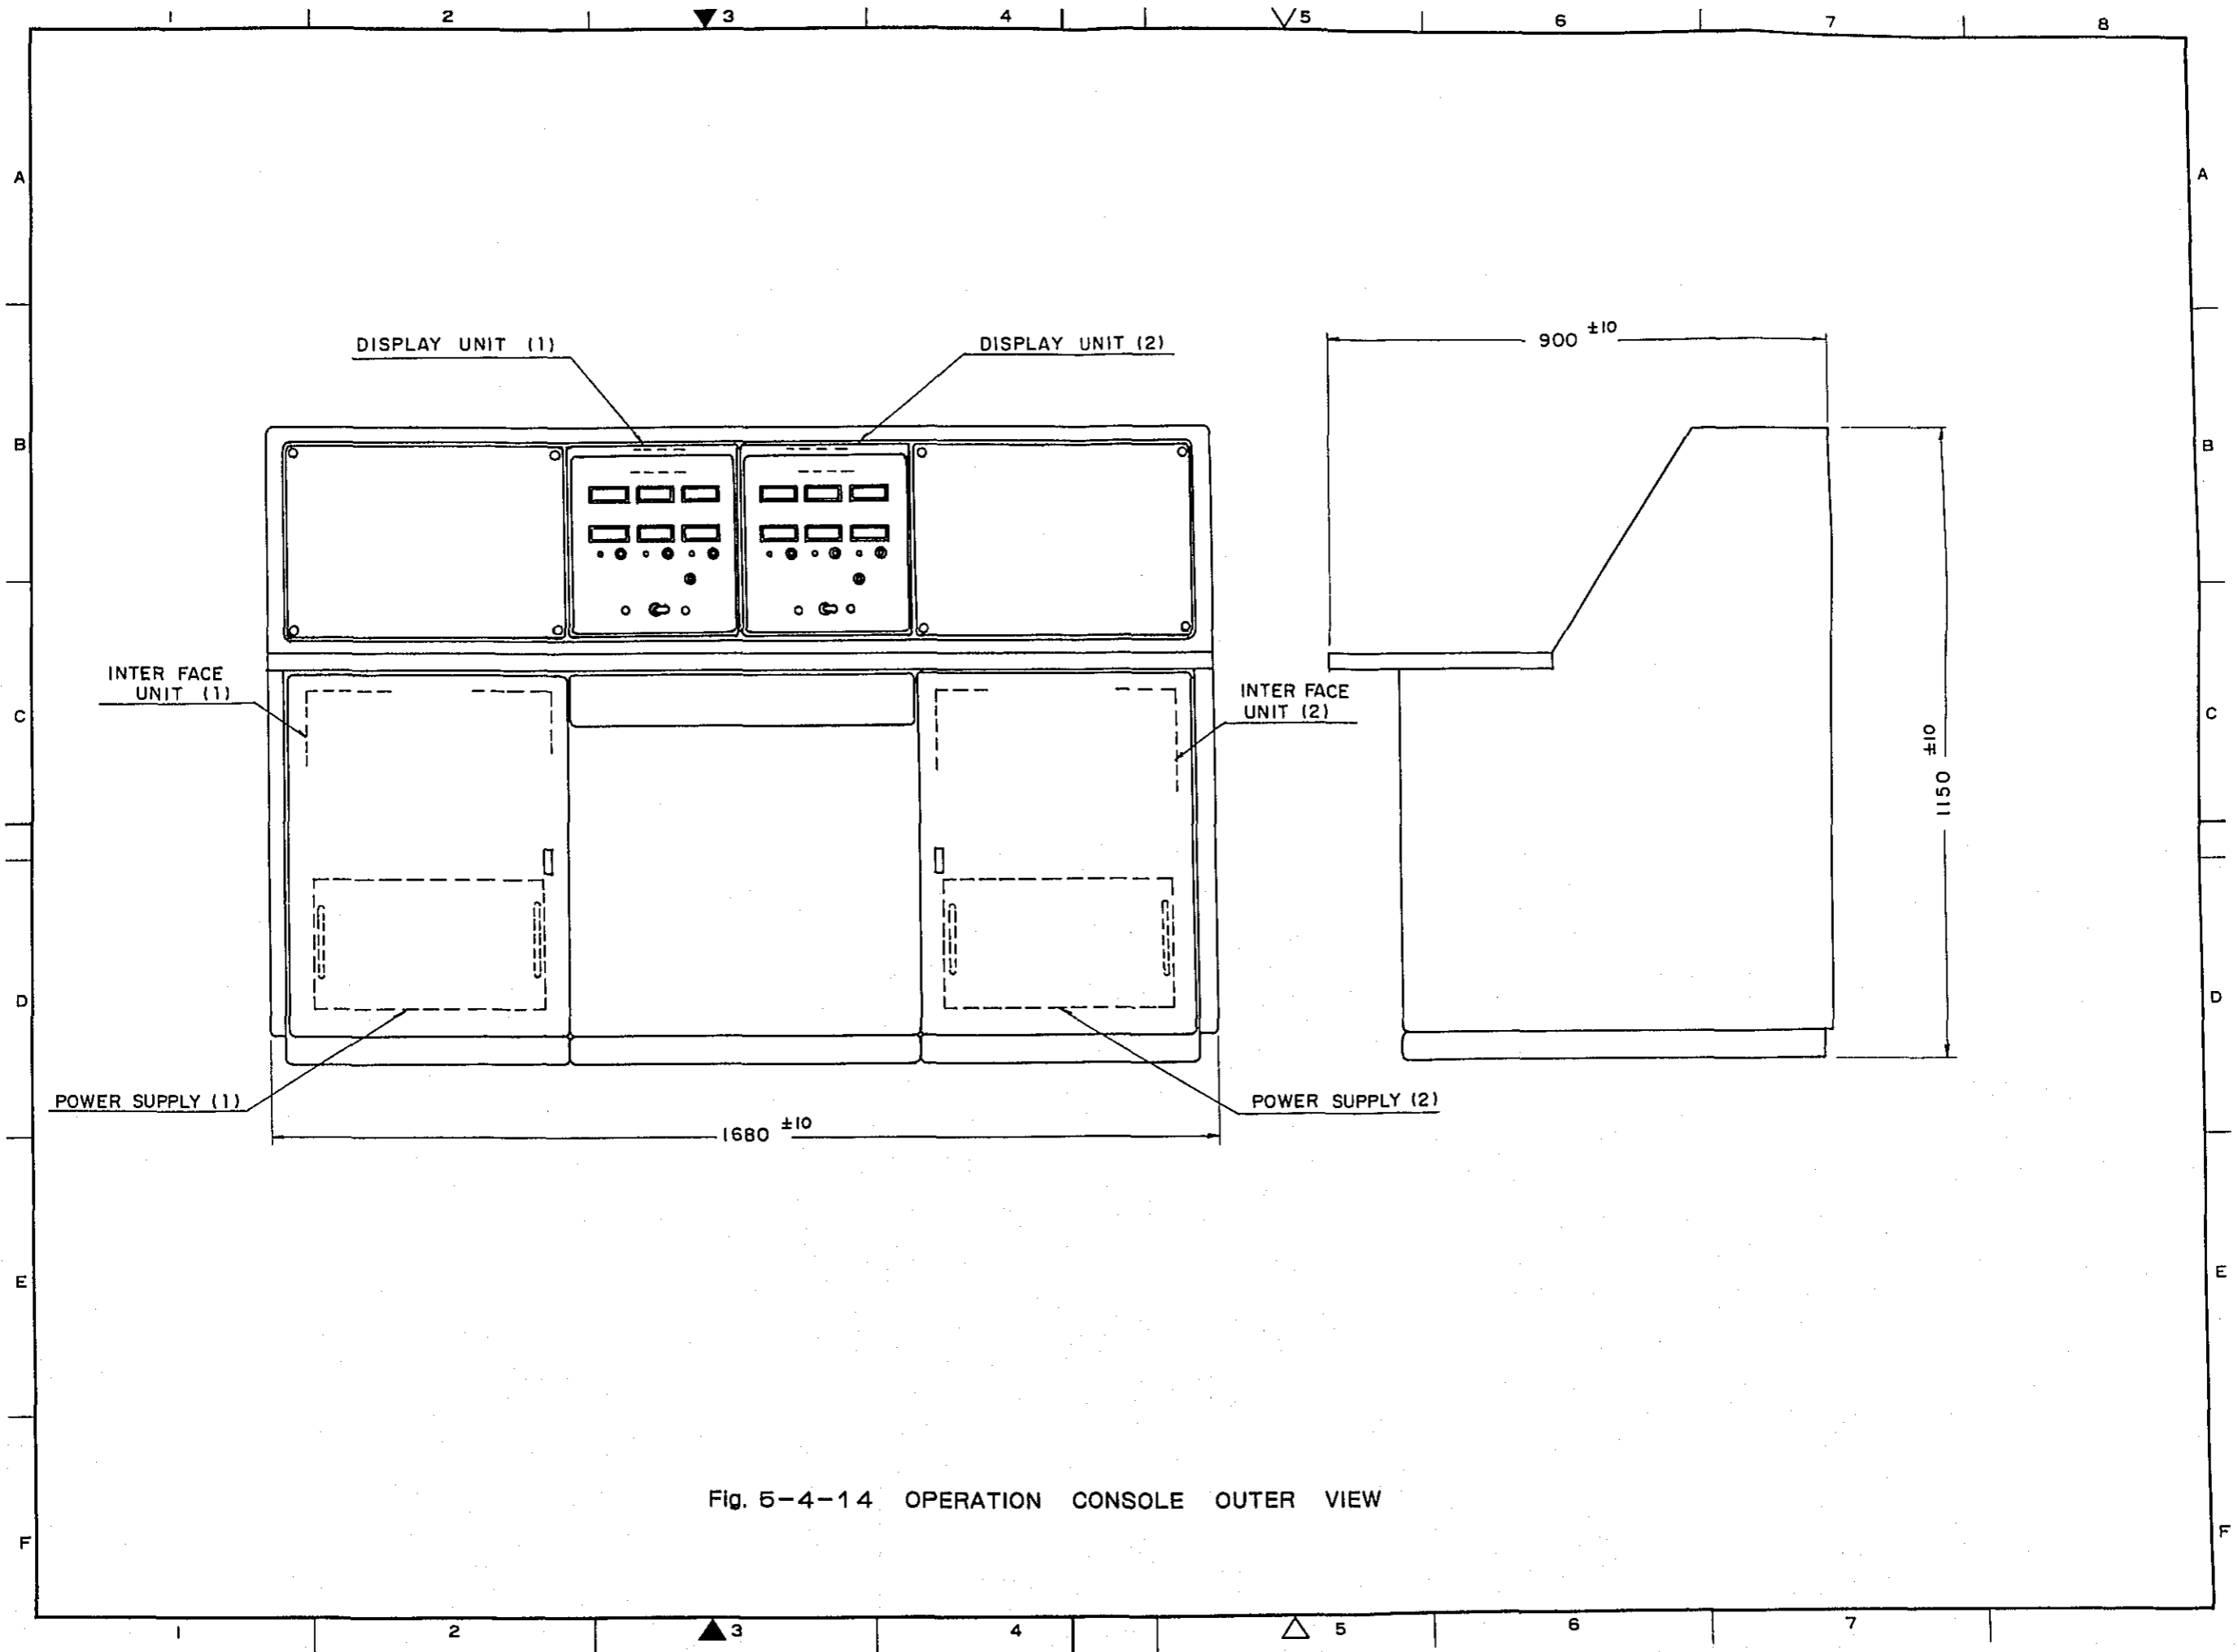 1 2 3 4 5 6 7 8
A A
900 ±10
DISPLAY UNIT (1) DISPLAY UNIT (2)
B B
INTER FACE
UNIT (1)
INTER FACE
UNIT (2)
C C
1150 ±10
D D
POWER SUPPLY (1) POWER SUPPLY (2)
1680 ±10
E E
Fig. 5-4-14 OPERATION CONSOLE OUTER VIEW
F F
1 2 3 4 5 6 7